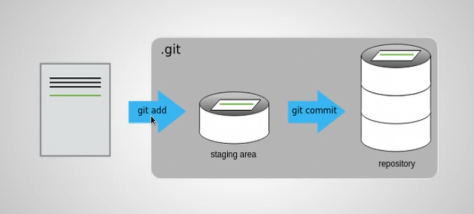 .git
git add
git commit
staging area
repository